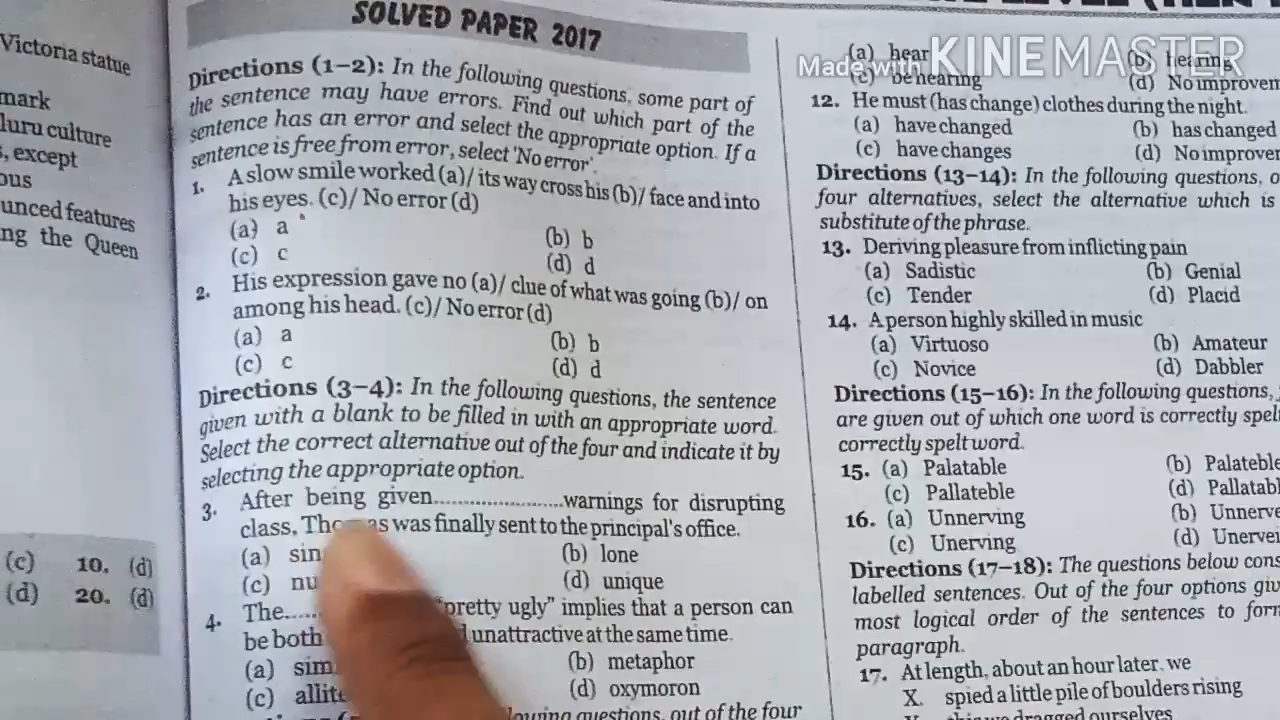 Victoria statue
mark
luru culture
, except
ous
unced features
ng the Queen
(c) 10. (d)
(d) 20. (d)
SOLVED PAPER 2017
Directions (1–2): In the following questions, some part of
the sentence may have errors. Find out which part of the
sentence has an error and select the appropriate option. If a
sentence is free from error, select 'No error'.
1. A slow smile worked (a)/ its way cross his (b)/ face and into
his eyes. (c)/ No error (d)
(a) a (b) b
(c) c (d) d
2. His expression gave no (a)/ clue of what was going (b)/ on
among his head. (c)/ No error (d)
(a) a (b) b
(c) c (d) d
Directions (3–4): In the following questions, the sentence
given with a blank to be filled in with an appropriate word.
Select the correct alternative out of the four and indicate it by
selecting the appropriate option.
3. After being given......................warnings for disrupting
class, Thomas was finally sent to the principal's office.
(a) sin (b) lone
(c) nu (d) unique
4. The...... "pretty ugly" implies that a person can
be both unattractive at the same time.
(a) sim (b) metaphor
(c) allite (d) oxymoron
questions, out of the four
(a) hear (b) hearing
(c) be hearing (d) No improvem
Made with KINEMASTER
12. He must (has change) clothes during the night.
(a) have changed (b) has changed
(c) have changes (d) No improver
Directions (13–14): In the following questions, o
four alternatives, select the alternative which is
substitute of the phrase.
13. Deriving pleasure from inflicting pain
(a) Sadistic (b) Genial
(c) Tender (d) Placid
14. A person highly skilled in music
(a) Virtuoso (b) Amateur
(c) Novice (d) Dabbler
Directions (15–16): In the following questions,
are given out of which one word is correctly spel
correctly spelt word.
15. (a) Palatable (b) Palateble
(c) Pallateble (d) Pallatabl
16. (a) Unnerving (b) Unnerve
(c) Unerving (d) Unervei
Directions (17–18): The questions below cons
labelled sentences. Out of the four options giv
most logical order of the sentences to form
paragraph.
17. At length, about an hour later, we
X. spied a little pile of boulders rising
dragged ourselves